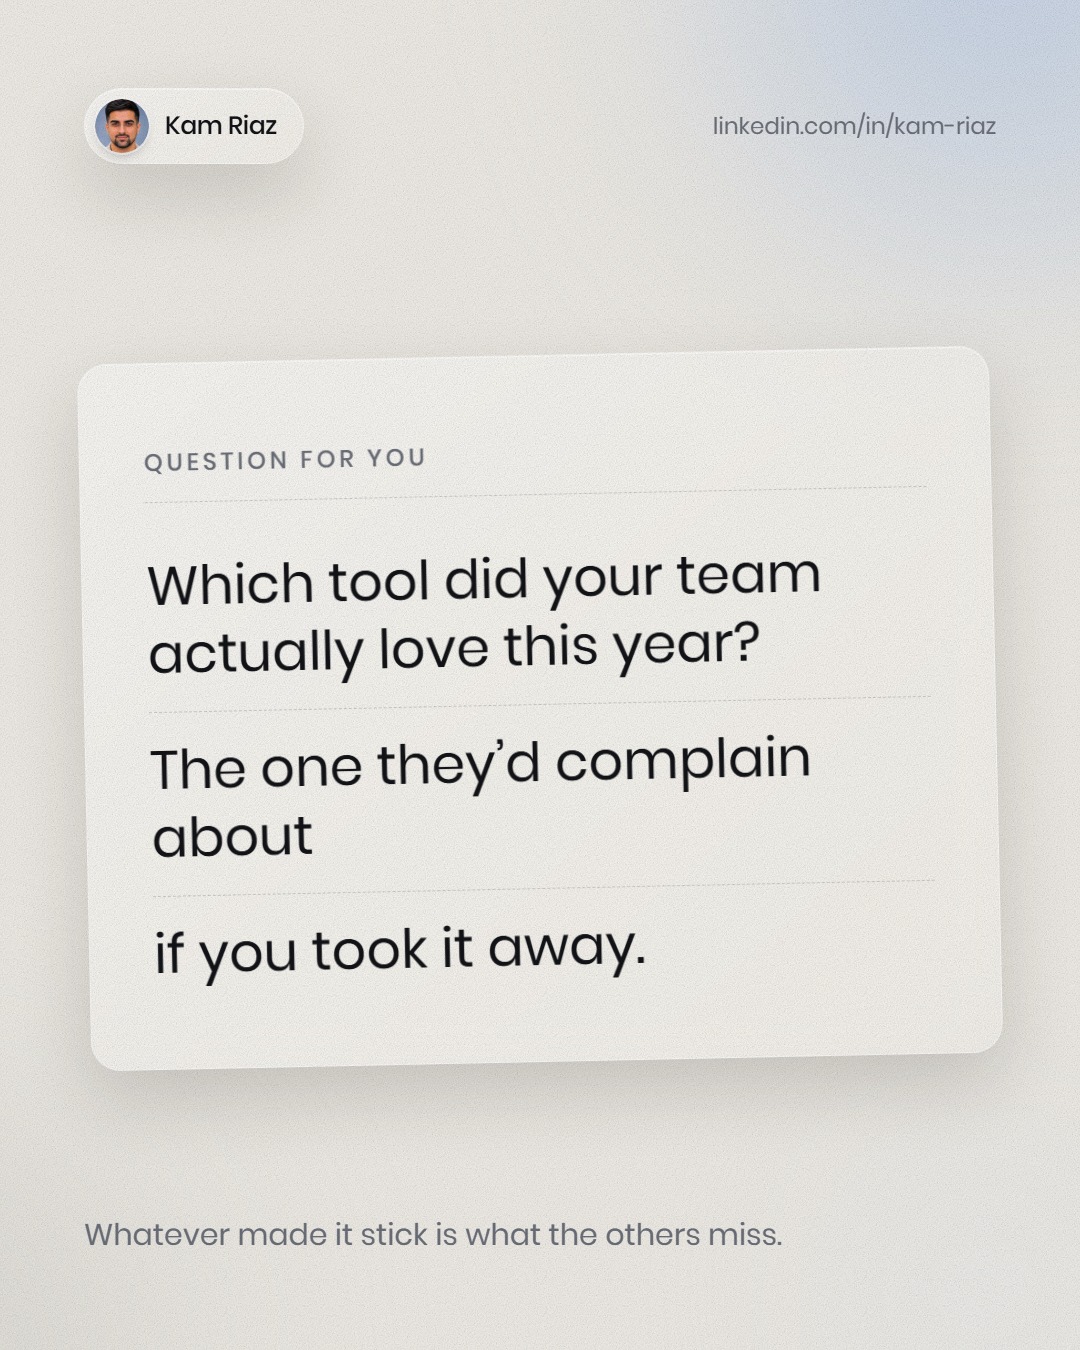 Kam Riaz
linkedin.com/in/kam-riaz
QUESTION FOR YOU
Which tool did your team
actually love this year?
The one they’d complain
about
if you took it away.
Whatever made it stick is what the others miss.